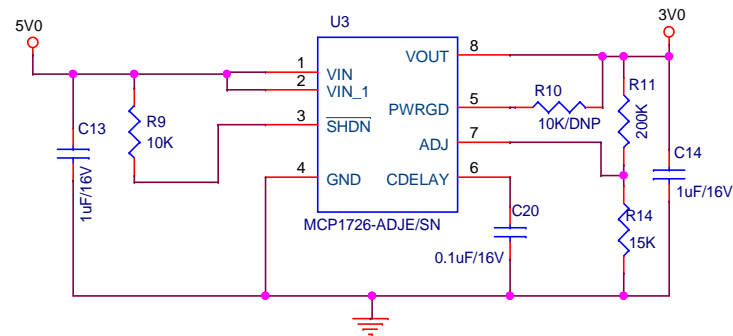 5V0
U3
3V0
1
VIN
VOUT
8
2
VIN_1
R10
R11
PWRGD
5
10K/DNP
200K
C13
R9
10K
3
SHDN
ADJ
7
C14
1uF/16V
4
GND
CDELAY
6
1uF/16V
C20
R14
MCP1726-ADJE/SN
15K
0.1uF/16V